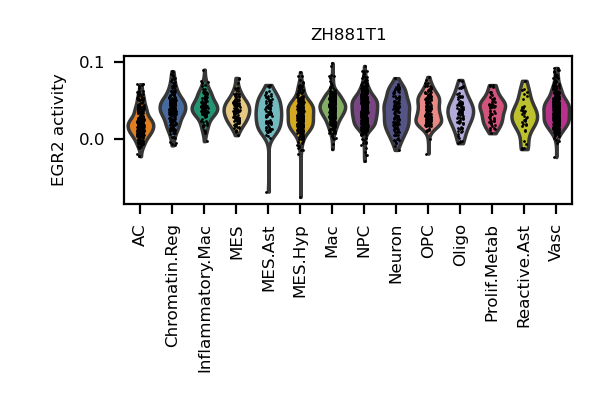 ZH881T1
EGR2 activity
0.1
0.0
AC
Chromatin.Reg
Inflammatory.Mac
MES
MES.Ast
MES.Hyp
Mac
NPC
Neuron
OPC
Oligo
Prolif.Metab
Reactive.Ast
Vasc